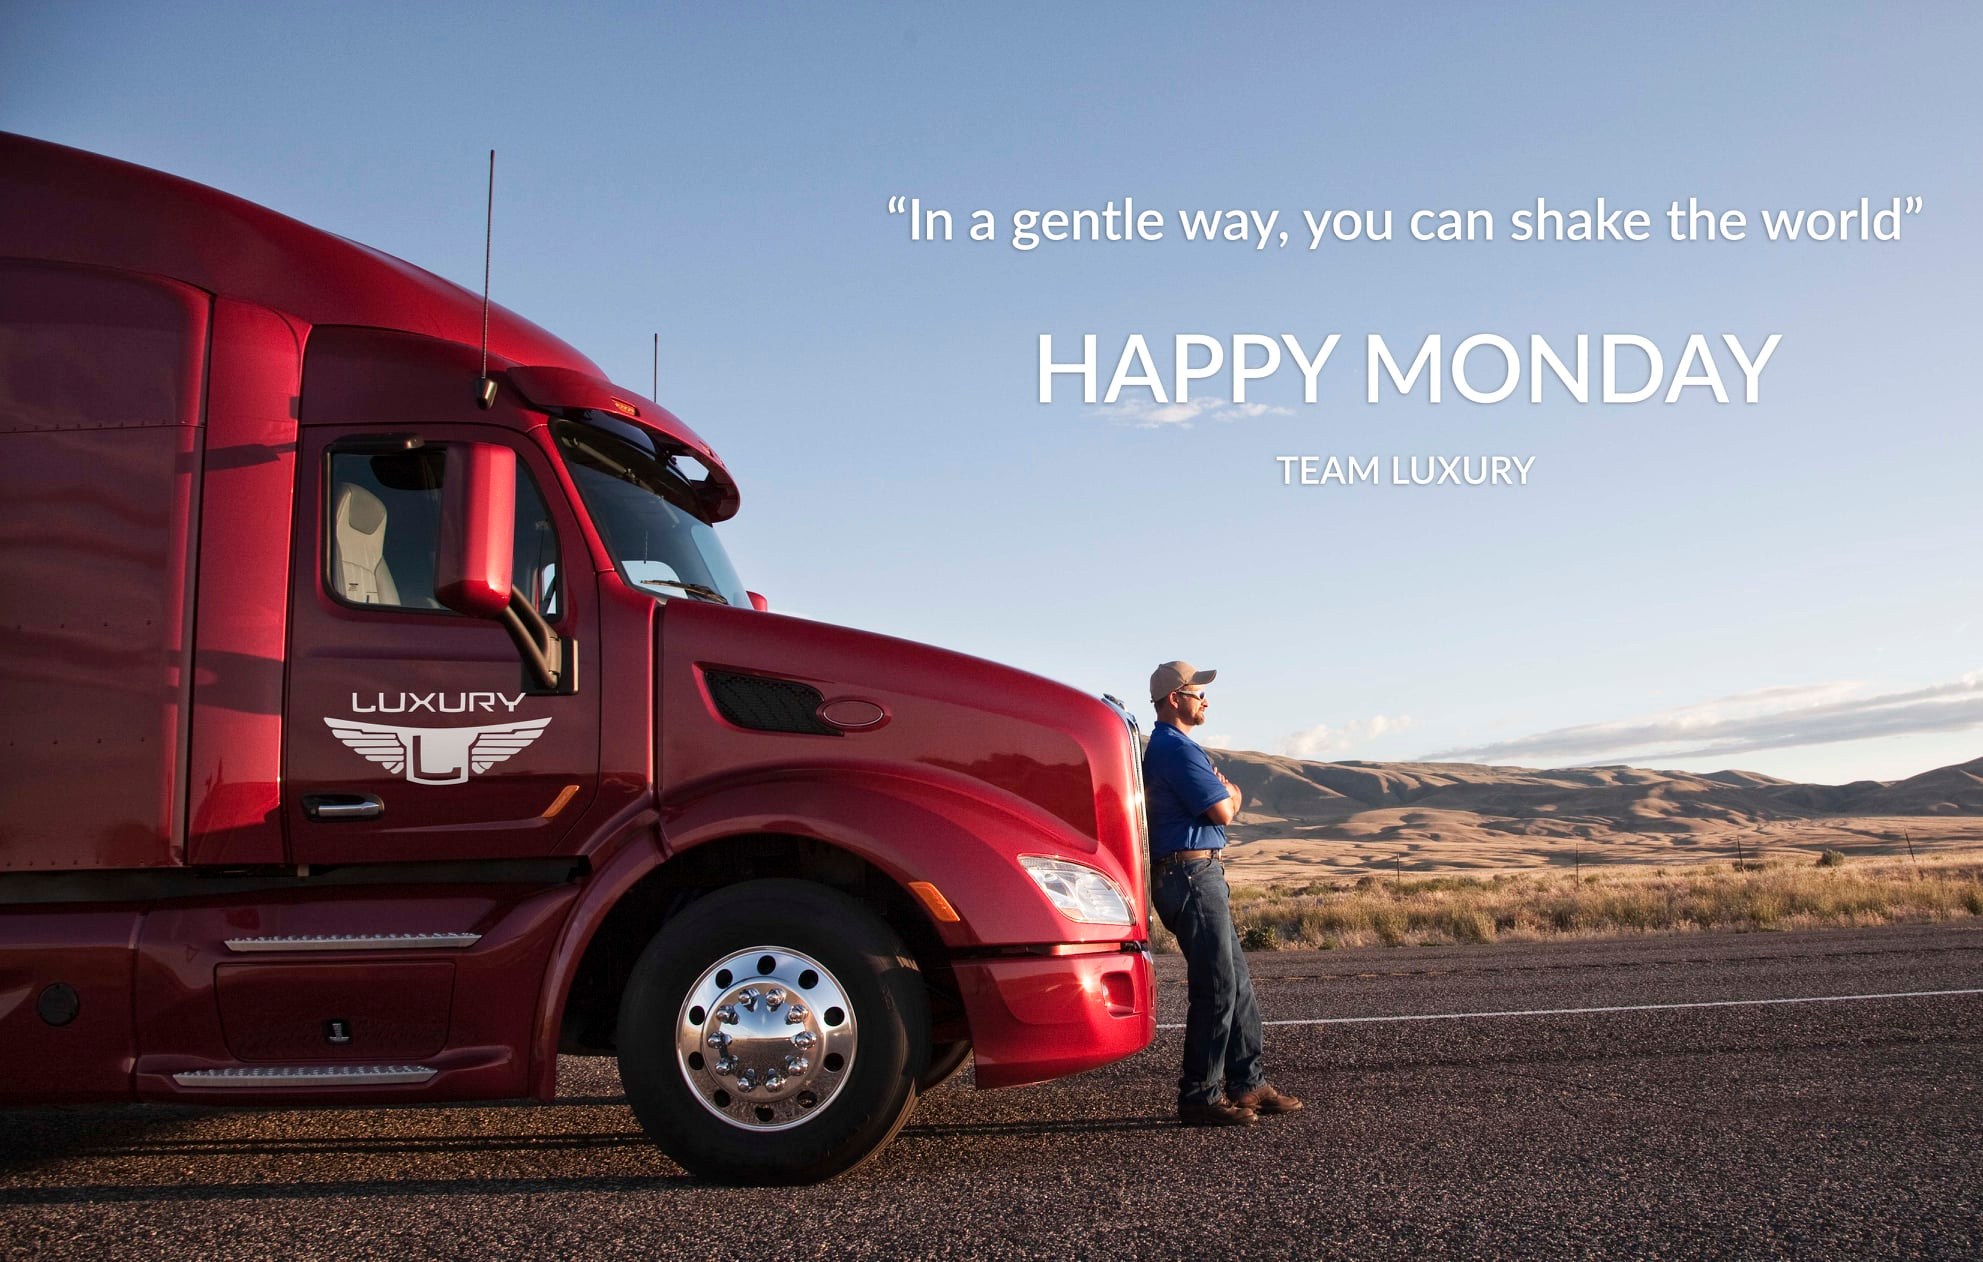 “In a gentle way, you can shake the world”
HAPPY MONDAY
TEAM LUXURY
LUXURY
L